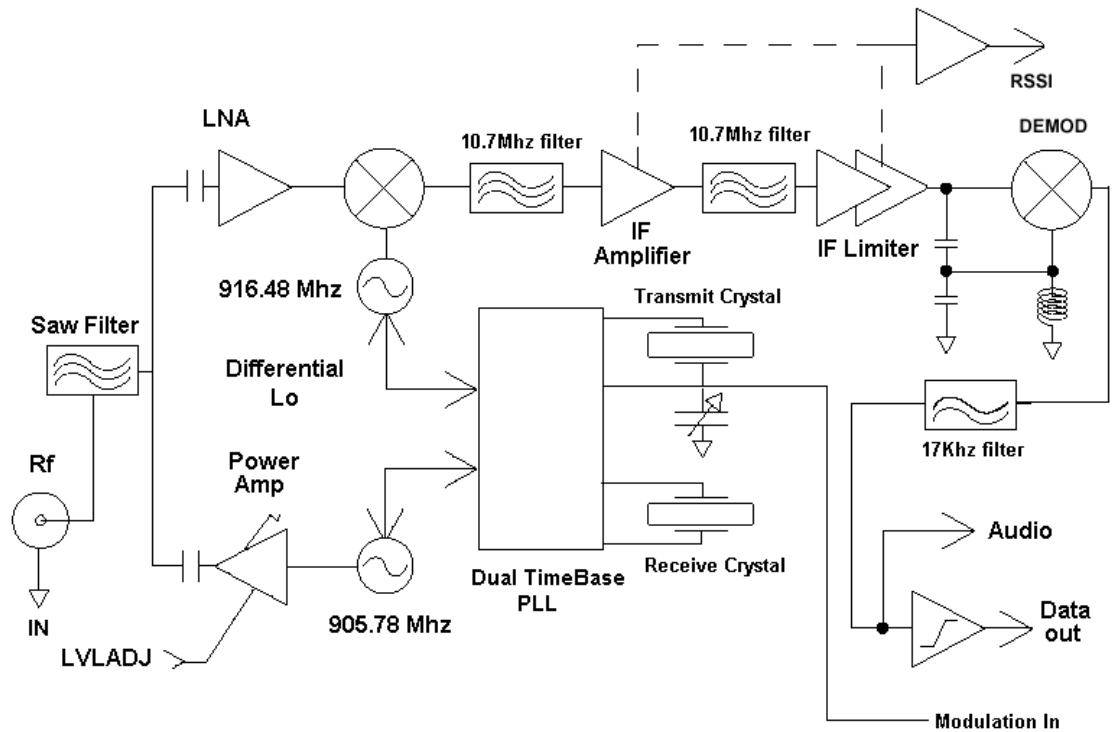 RSSI
LNA
DEMOD
10.7Mhz filter
10.7Mhz filter
IF
Amplifier
IF Limiter
916.48 Mhz
Transmit Crystal
Saw Filter
Differential
Lo
17Khz filter
Rf
Power
Amp
Audio
Receive Crystal
Dual TimeBase
PLL
905.78 Mhz
IN
Data
out
LVLADJ
Modulation In